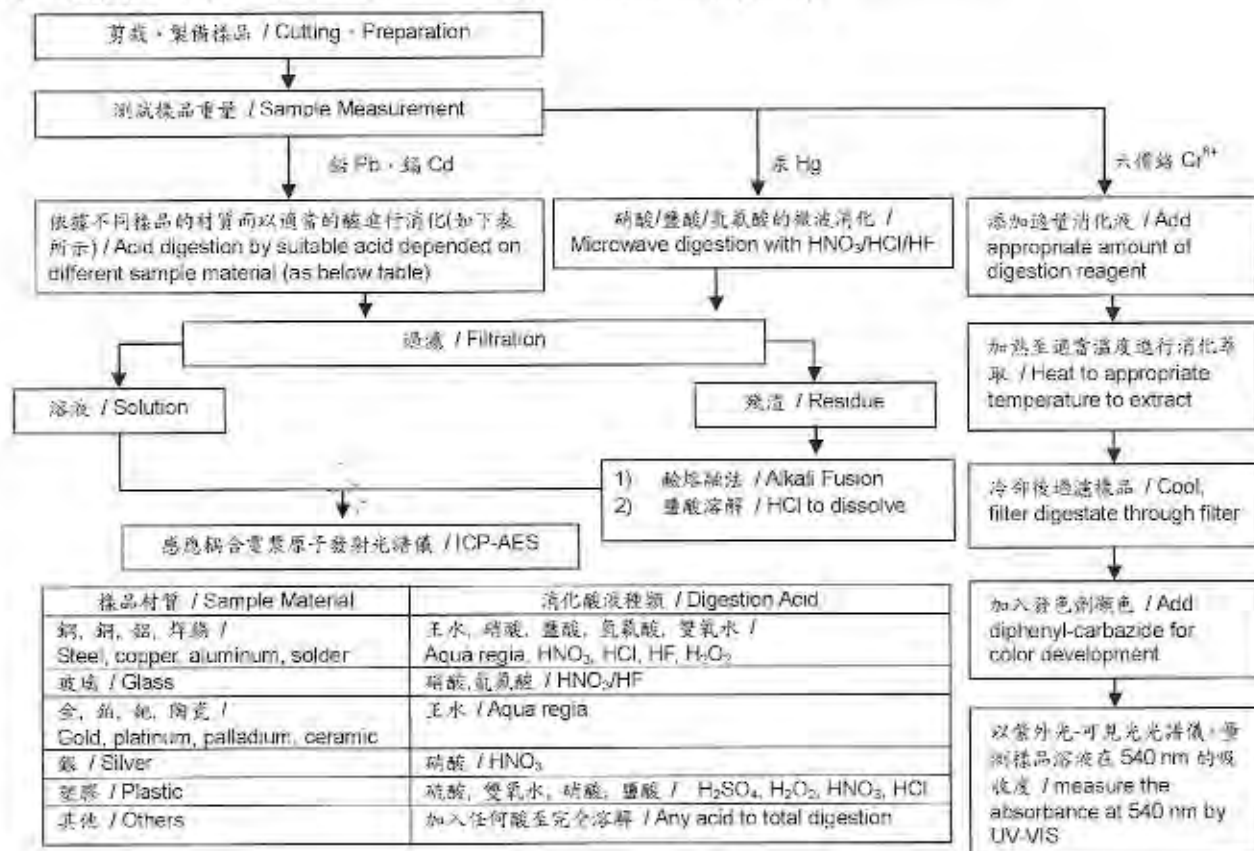 剪裁、製備樣品 / Cutting、Preparation
測試樣品重量 / Sample Measurement
鉛 Pb、鎘 Cd
汞 Hg
六價鉻 Cr⁶⁺
依據不同樣品的材質而以適當的酸進行消化(如下表
所示) / Acid digestion by suitable acid depended on
different sample material (as below table)
硝酸/鹽酸/氫氟酸的微波消化 /
Microwave digestion with HNO₃/HCl/HF
添加適量消化液 / Add
appropriate amount of
digestion reagent
過濾 / Filtration
加熱至適當溫度進行消化萃
取 / Heat to appropriate
temperature to extract
溶液 / Solution
殘渣 / Residue
1) 鹼熔融法 / Alkali Fusion
2) 鹽酸溶解 / HCl to dissolve
冷卻後過濾樣品 / Cool,
filter digestate through filter
感應耦合電漿原子發射光譜儀 / ICP-AES
樣品材質 / Sample Material
消化酸液種類 / Digestion Acid
鋼, 銅, 鋁, 焊錫 /
Steel, copper, aluminum, solder
王水, 硝酸, 鹽酸, 氫氟酸, 雙氧水 /
Aqua regia, HNO₃, HCl, HF, H₂O₂
玻璃 / Glass
硝酸,氫氟酸 / HNO₃/HF
金, 鉑, 鈀, 陶瓷 /
Gold, platinum, palladium, ceramic
王水 / Aqua regia
銀 / Silver
硝酸 / HNO₃
塑膠 / Plastic
硫酸, 雙氧水, 硝酸, 鹽酸 / H₂SO₄, H₂O₂, HNO₃, HCl
其他 / Others
加入任何酸至完全溶解 / Any acid to total digestion
加入發色劑顯色 / Add
diphenyl-carbazide for
color development
以紫外光-可見光光譜儀,量
測樣品溶液在 540 nm 的吸
收度 / measure the
absorbance at 540 nm by
UV-VIS